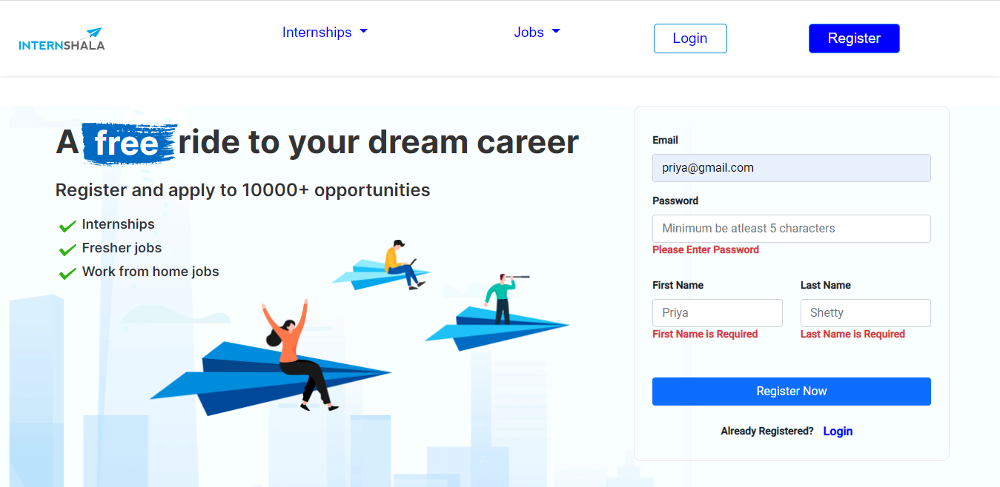 INTERNSHALA
Internships
Jobs
Login
Register
A free ride to your dream career
Register and apply to 10000+ opportunities
Internships
Fresher jobs
Work from home jobs
Email
priya@gmail.com
Password
Minimum be atleast 5 characters
Please Enter Password
First Name Last Name
Priya Shetty
First Name is Required Last Name is Required
Register Now
Already Registered? Login